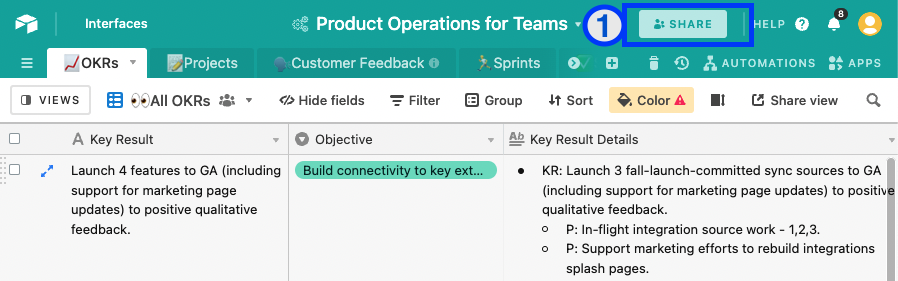 Interfaces
Product Operations for Teams
1
SHARE
HELP
?
8
OKRs
Projects
Customer Feedback
Sprints
AUTOMATIONS
APPS
VIEWS
All OKRs
Hide fields
Filter
Group
Sort
Color
Share view
A Key Result
Objective
Ab Key Result Details
Launch 4 features to GA (including
support for marketing page
updates) to positive qualitative
feedback.
Build connectivity to key ext...
• KR: Launch 3 fall-launch-committed sync sources to GA
(including support for marketing page updates) to positive
qualitative feedback.
○ P: In-flight integration source work - 1,2,3.
○ P: Support marketing efforts to rebuild integrations
splash pages.